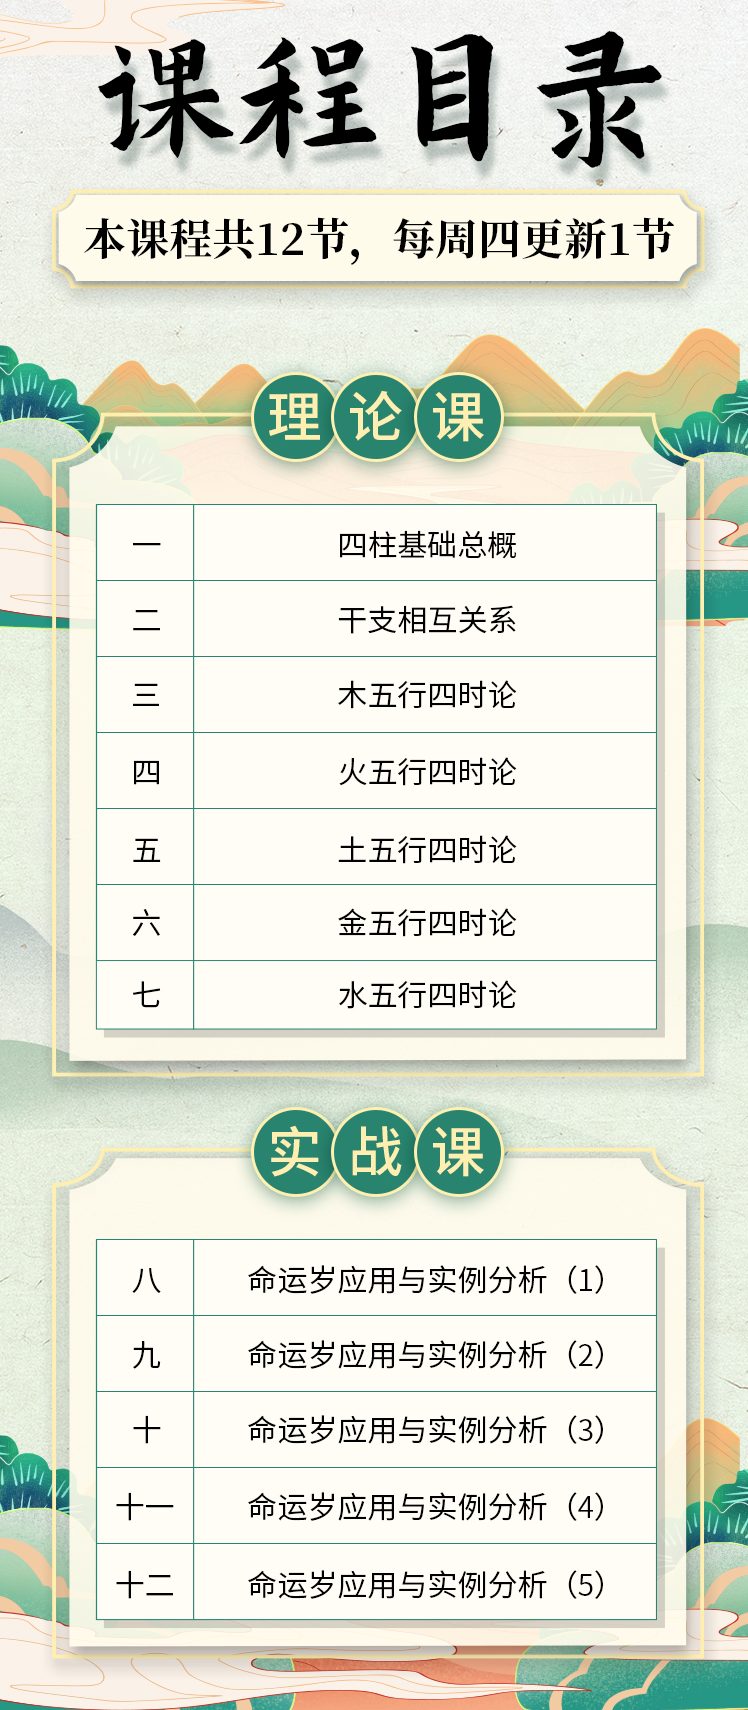 课程目录
本课程共12节，每周四更新1节
理论课
一 四柱基础总概
二 干支相互关系
三 木五行四时论
四 火五行四时论
五 土五行四时论
六 金五行四时论
七 水五行四时论
实战课
八 命运岁应用与实例分析（1）
九 命运岁应用与实例分析（2）
十 命运岁应用与实例分析（3）
十一 命运岁应用与实例分析（4）
十二 命运岁应用与实例分析（5）